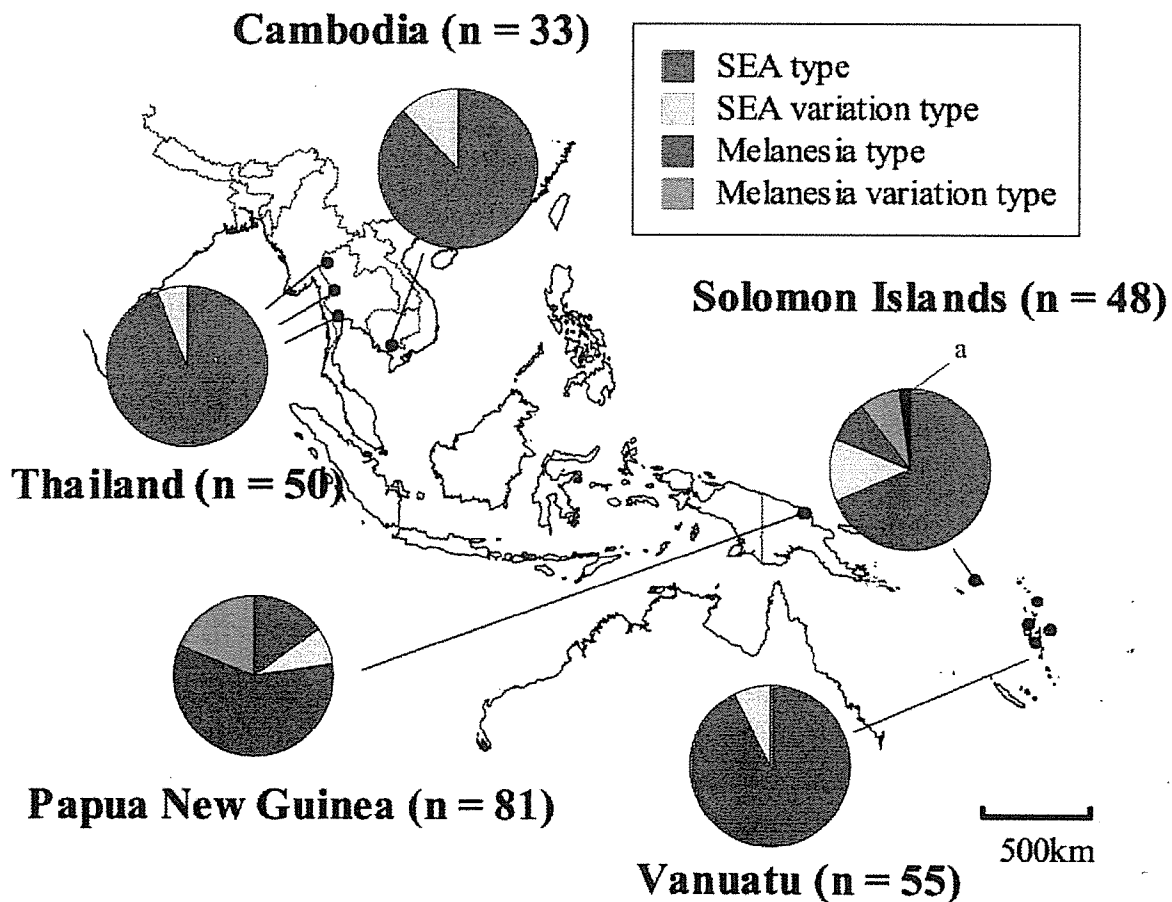 Cambodia (n = 33)
SEA type
SEA variation type
Melanesia type
Melanesia variation type
Solomon Islands (n = 48)
a
Thailand (n = 50)
Papua New Guinea (n = 81)
500km
Vanuatu (n = 55)